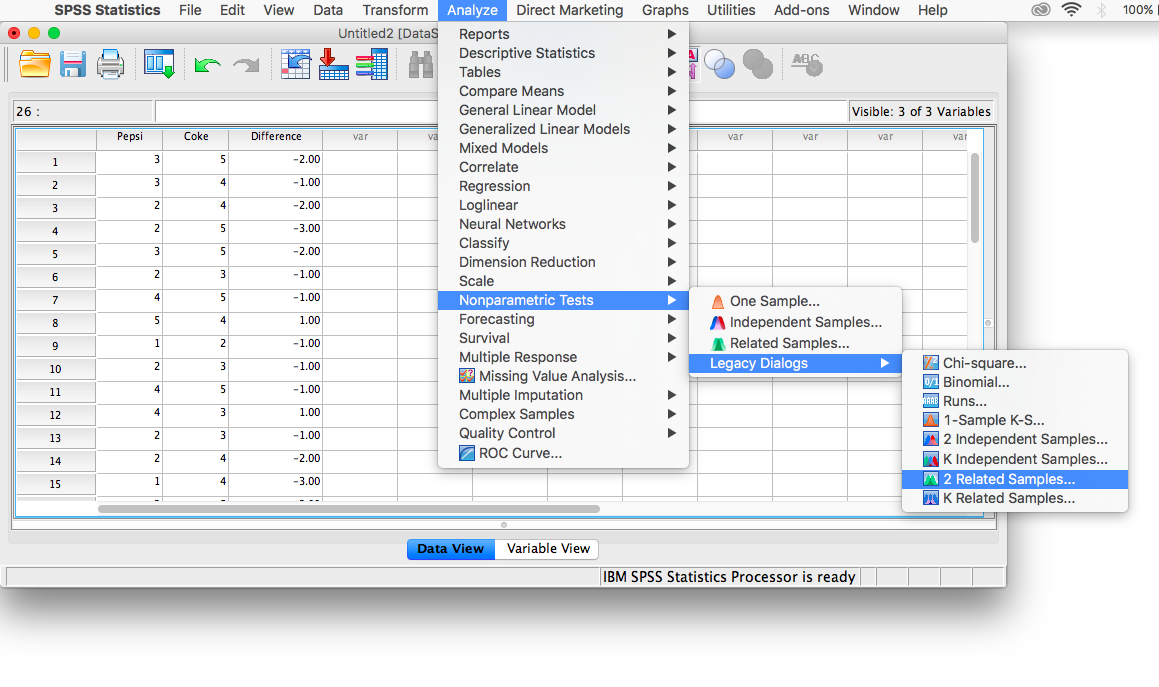 SPSS Statistics File Edit View Data Transform Analyze Direct Marketing Graphs Utilities Add-ons Window Help 100%
Untitled2 [DataS
26 :
Visible: 3 of 3 Variables
Pepsi Coke Difference var va var var var var
1 3 5 -2.00
2 3 4 -1.00
3 2 4 -2.00
4 2 5 -3.00
5 3 5 -2.00
6 2 3 -1.00
7 4 5 -1.00
8 5 4 1.00
9 1 2 -1.00
10 2 3 -1.00
11 4 5 -1.00
12 4 3 1.00
13 2 3 -1.00
14 2 4 -2.00
15 1 4 -3.00
Reports
Descriptive Statistics
Tables
Compare Means
General Linear Model
Generalized Linear Models
Mixed Models
Correlate
Regression
Loglinear
Neural Networks
Classify
Dimension Reduction
Scale
Nonparametric Tests
Forecasting
Survival
Multiple Response
Missing Value Analysis...
Multiple Imputation
Complex Samples
Quality Control
ROC Curve...
One Sample...
Independent Samples...
Related Samples...
Legacy Dialogs
Chi-square...
0/1 Binomial...
AAAB Runs...
1-Sample K-S...
2 Independent Samples...
K Independent Samples...
2 Related Samples...
K Related Samples...
A
ABC
Data View Variable View
IBM SPSS Statistics Processor is ready